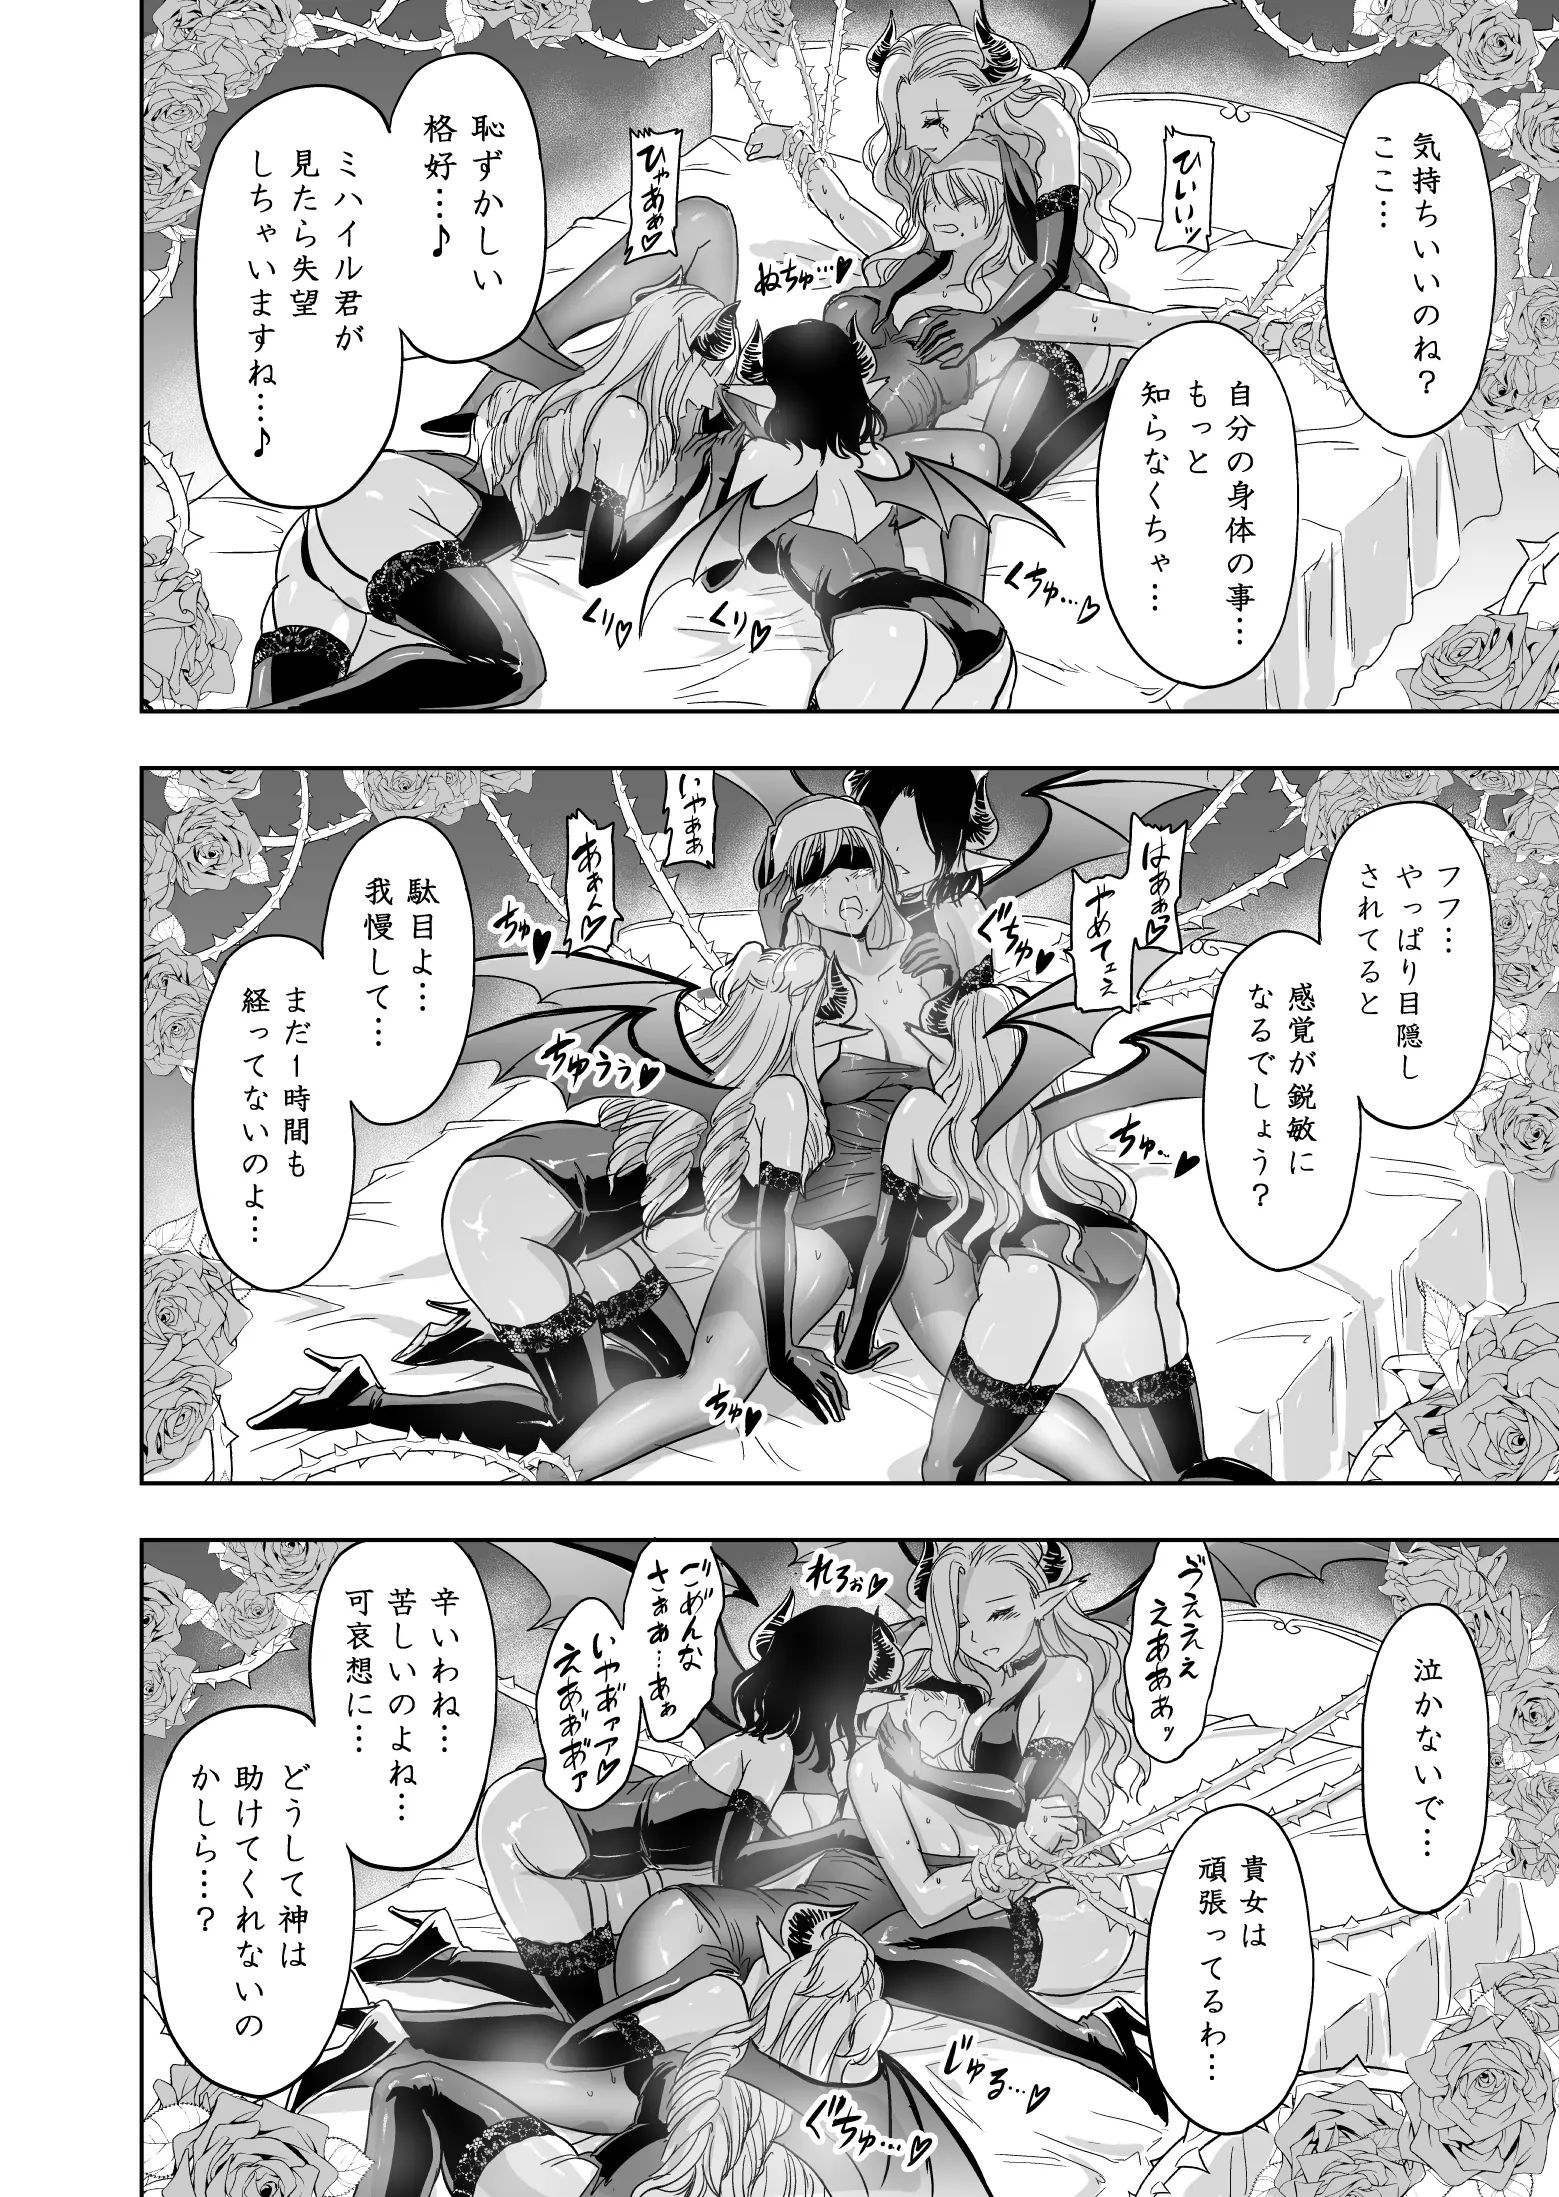 気持ちいいのね？
ここ…
ひいいッ
自分の身体の事…
もっと
知らなくちゃ…
ぬちゅ…♥
ひゃあぁ♡
恥ずかしい
格好…♪
ミハイル君が
見たら失望
しちゃいますね…♪
くちゅ…♡
くり♡
くり♡
フフ…
やっぱり目隠し
されてると
感覚が鋭敏に
なるでしょう？
はあぁっ♡
やめてェぇ
ぐちゅ♥
ちゅ…♥
いやぁぁ
あぁん♡
ちゅ♥
ちゅうぅ♥
ちゅ♡
駄目よ…
我慢して…
まだ1時間も
経ってないのよ…
泣かないで…
貴女は
頑張ってるわ…
ゔえええぇ
えあああッ
れろぉ♥
ごめんな
さぁぁ…あぁ
いやぉ゙ァアア♡
えあぉ゙ぉ゙ァ
辛いわね…
苦しいのよね…
可哀想に…
どうして神は
助けてくれないの
かしら…？
じゅる…♥
ぐちゅ…♥